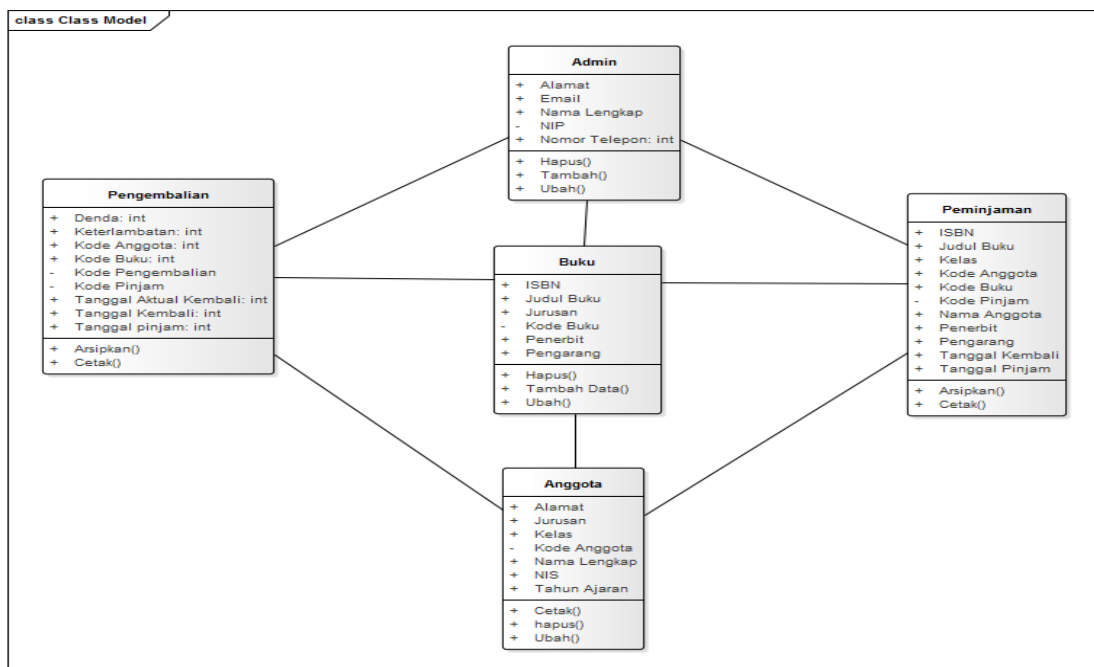 class Class Model
Admin
+ Alamat
+ Email
+ Nama Lengkap
- NIP
+ Nomor Telepon: int
+ Hapus()
+ Tambah()
+ Ubah()
Pengembalian
+ Denda: int
+ Keterlambatan: int
+ Kode Anggota: int
+ Kode Buku: int
- Kode Pengembalian
- Kode Pinjam
+ Tanggal Aktual Kembali: int
+ Tanggal Kembali: int
+ Tanggal pinjam: int
+ Arsipkan()
+ Cetak()
Buku
+ ISBN
+ Judul Buku
+ Jurusan
- Kode Buku
+ Penerbit
+ Pengarang
+ Hapus()
+ Tambah Data()
+ Ubah()
Peminjaman
+ ISBN
+ Judul Buku
+ Kelas
+ Kode Anggota
+ Kode Buku
- Kode Pinjam
+ Nama Anggota
+ Penerbit
+ Pengarang
+ Tanggal Kembali
+ Tanggal Pinjam
+ Arsipkan()
+ Cetak()
Anggota
+ Alamat
+ Jurusan
+ Kelas
- Kode Anggota
+ Nama Lengkap
+ NIS
+ Tahun Ajaran
+ Cetak()
+ hapus()
+ Ubah()